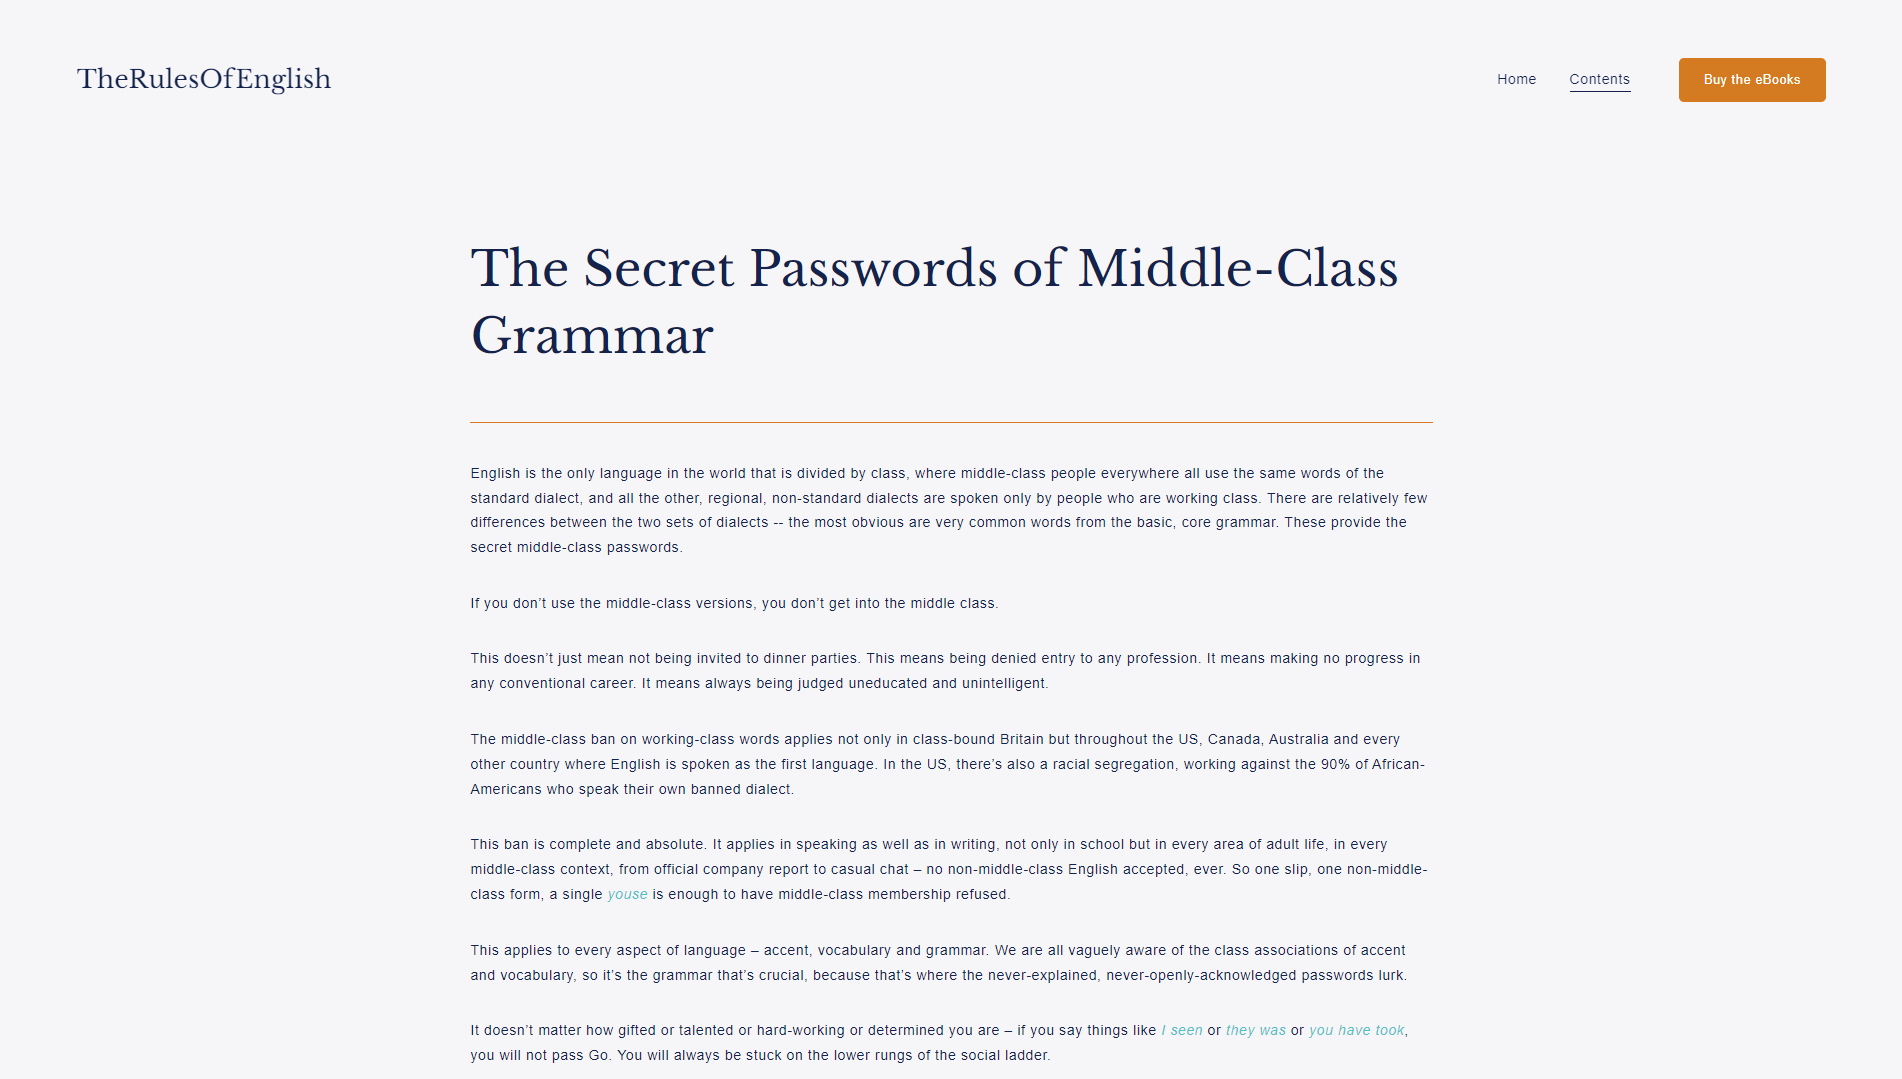 TheRulesOfEnglish
Home
Contents
Buy the eBooks
The Secret Passwords of Middle-Class
Grammar
English is the only language in the world that is divided by class, where middle-class people everywhere all use the same words of the
standard dialect, and all the other, regional, non-standard dialects are spoken only by people who are working class. There are relatively few
differences between the two sets of dialects -- the most obvious are very common words from the basic, core grammar. These provide the
secret middle-class passwords.
If you don’t use the middle-class versions, you don’t get into the middle class.
This doesn’t just mean not being invited to dinner parties. This means being denied entry to any profession. It means making no progress in
any conventional career. It means always being judged uneducated and unintelligent.
The middle-class ban on working-class words applies not only in class-bound Britain but throughout the US, Canada, Australia and every
other country where English is spoken as the first language. In the US, there’s also a racial segregation, working against the 90% of African-
Americans who speak their own banned dialect.
This ban is complete and absolute. It applies in speaking as well as in writing, not only in school but in every area of adult life, in every
middle-class context, from official company report to casual chat – no non-middle-class English accepted, ever. So one slip, one non-middle-
class form, a single youse is enough to have middle-class membership refused.
This applies to every aspect of language – accent, vocabulary and grammar. We are all vaguely aware of the class associations of accent
and vocabulary, so it’s the grammar that’s crucial, because that’s where the never-explained, never-openly-acknowledged passwords lurk.
It doesn’t matter how gifted or talented or hard-working or determined you are – if you say things like I seen or they was or you have took,
you will not pass Go. You will always be stuck on the lower rungs of the social ladder.